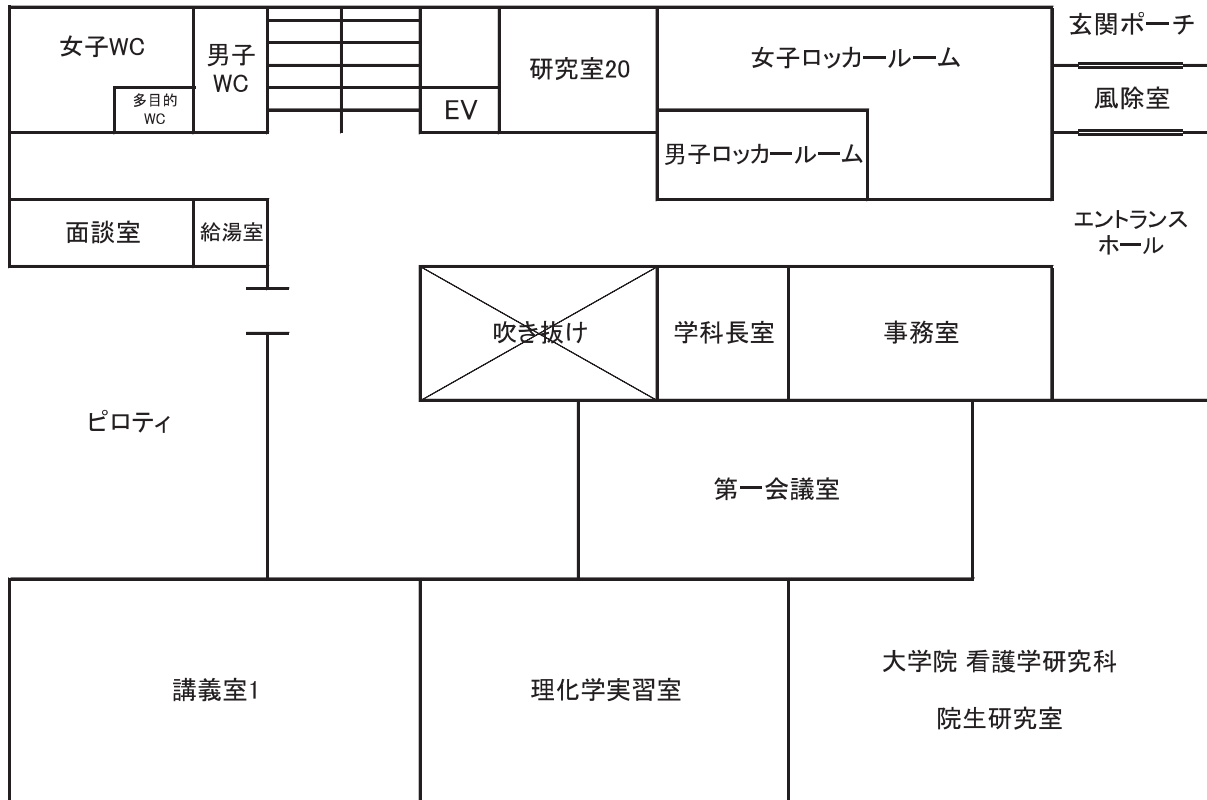 玄関ポーチ
女子WC
男子
WC
研究室20
女子ロッカールーム
多目的
WC
EV
風除室
男子ロッカールーム
面談室
給湯室
エントランス
ホール
吹き抜け
学科長室
事務室
ピロティ
第一会議室
講義室1
理化学実習室
大学院 看護学研究科
院生研究室